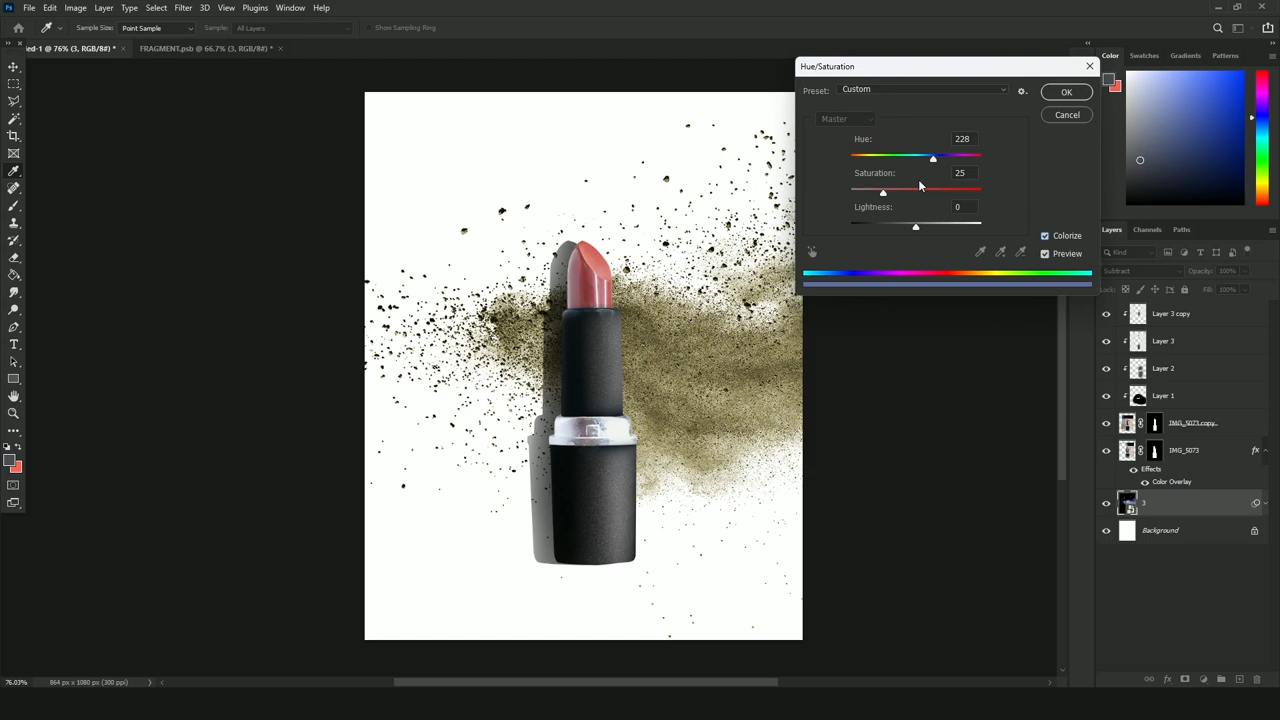 Ps File Edit Image Layer Type Select Filter 3D View Plugins Window Help
Sample Size: Point Sample Sample: All Layers Show Sampling Ring
ed-1 @ 76% (3, RGB/8#) * × FRAGMENT.psb @ 66.7% (RGB/8#) * ×
Color Swatches Gradients Patterns
Hue/Saturation
Preset: Custom
OK
Master
Cancel
Hue: 228
Saturation: 25
Lightness: 0
Colorize
Preview
Layers Channels Paths
Kind
Subtract Opacity: 100%
Lock: Fill: 100%
Layer 3 copy
Layer 3
Layer 2
Layer 1
IMG_5073 copy
IMG_5073 fx
Effects
Color Overlay
3
Background
76.03% 864 px x 1080 px (300 ppi)
fx